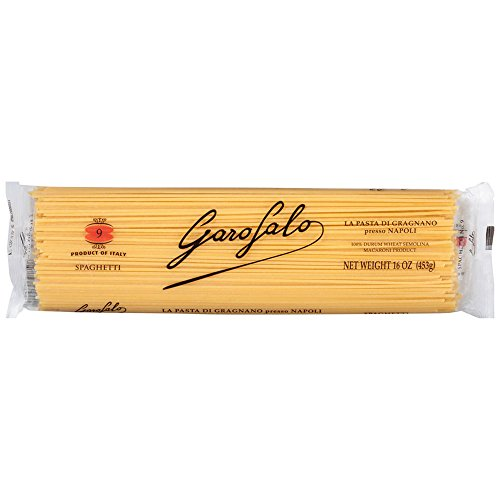 9
PRODUCT OF ITALY
SPAGHETTI
Garofalo
LA PASTA DI GRAGNANO
presso NAPOLI
100% DURUM WHEAT SEMOLINA
MACARONI PRODUCT
NET WEIGHT 16 OZ (453g)
LA PASTA DI GRAGNANO presso NAPOLI
SPAGHETTI